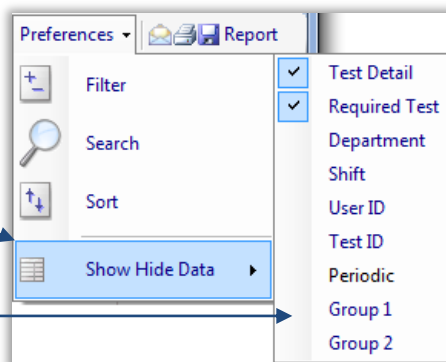 Preferences Report
Filter
Search
Sort
Show Hide Data
Test Detail
Required Test
Department
Shift
User ID
Test ID
Periodic
Group 1
Group 2